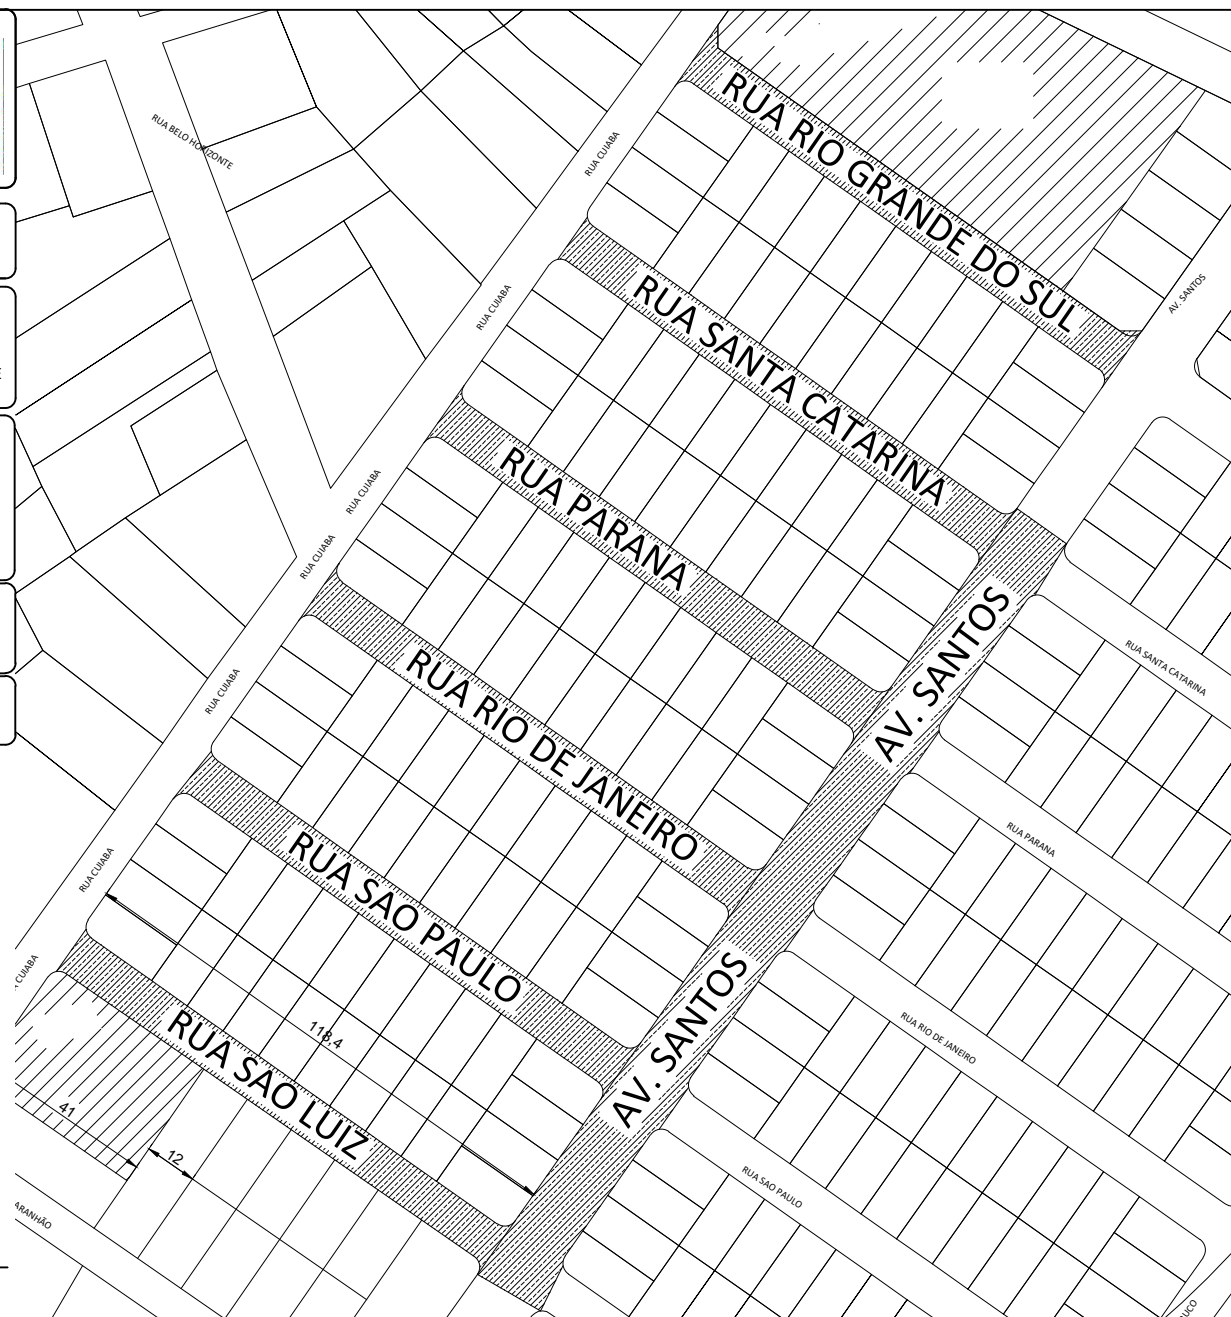 RUA RIO GRANDE DO SUL
RUA BELO HORIZONTE
RUA CUIABA
RUA SANTA CATARINA
AV. SANTOS
RUA CUIABA
RUA PARANA
RUA CUIABA
RUA CUIABA
AV. SANTOS
RUA SANTA CATARINA
RUA RIO DE JANEIRO
RUA CUIABA
RUA PARANA
RUA SAO PAULO
RUA CUIABA
AV. SANTOS
CUIABA
RUA RIO DE JANEIRO
RUA SAO LUIZ
118,4
41
12
RUA SAO PAULO
ARANHÃO
UCO